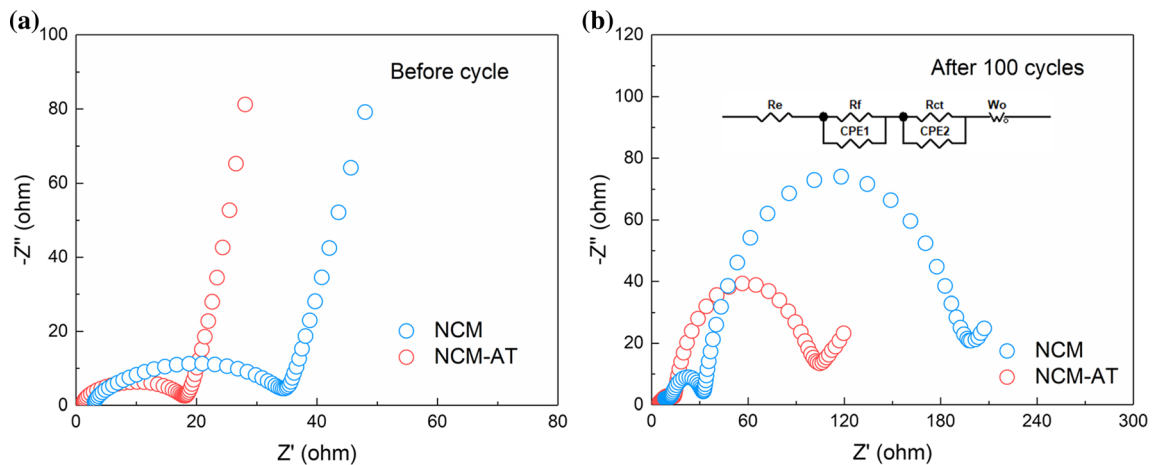 (a)
100
80
60
40
20
0
-Z'' (ohm)
Before cycle
NCM
NCM-AT
0 20 40 60 80
Z' (ohm)
(b)
120
100
80
60
40
20
0
-Z'' (ohm)
After 100 cycles
Re Rf Rct Wo
CPE1 CPE2
NCM
NCM-AT
0 60 120 180 240 300
Z' (ohm)